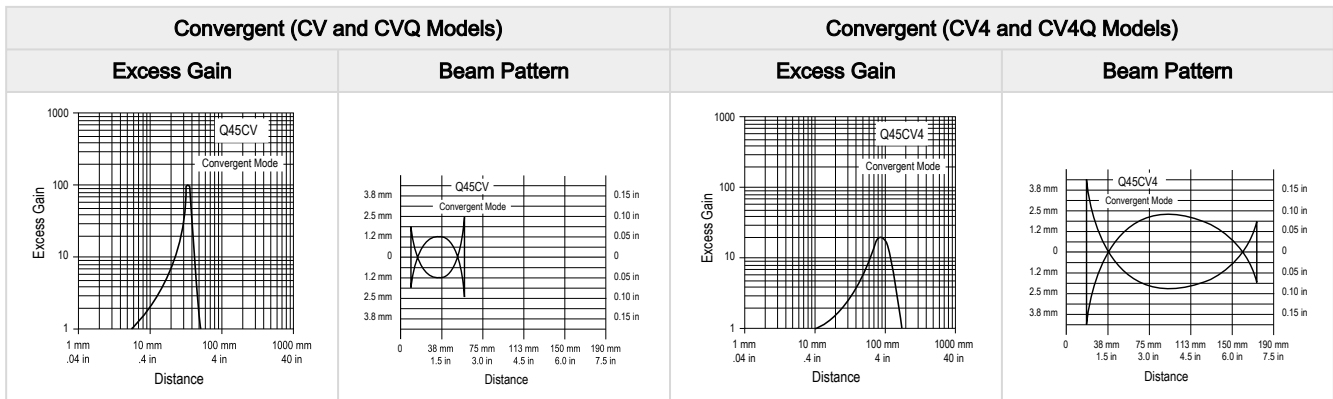 Convergent (CV and CVQ Models)
Convergent (CV4 and CV4Q Models)
Excess Gain
Beam Pattern
Excess Gain
Beam Pattern
1000
100
10
1
Excess Gain
Q45CV
Convergent Mode
1 mm 10 mm 100 mm 1000 mm
.04 in .4 in 4 in 40 in
Distance
Q45CV
Convergent Mode
3.8 mm 0.15 in
2.5 mm 0.10 in
1.2 mm 0.05 in
0 0
1.2 mm 0.05 in
2.5 mm 0.10 in
3.8 mm 0.15 in
0 38 mm 75 mm 113 mm 150 mm 190 mm
1.5 in 3.0 in 4.5 in 6.0 in 7.5 in
Distance
1000
100
10
1
Excess Gain
Q45CV4
Convergent Mode
1 mm 10 mm 100 mm 1000 mm
.04 in .4 in 4 in 40 in
Distance
Q45CV4
Convergent Mode
3.8 mm 0.15 in
2.5 mm 0.10 in
1.2 mm 0.05 in
0 0
1.2 mm 0.05 in
2.5 mm 0.10 in
3.8 mm 0.15 in
0 38 mm 75 mm 113 mm 150 mm 190 mm
1.5 in 3.0 in 4.5 in 6.0 in 7.5 in
Distance